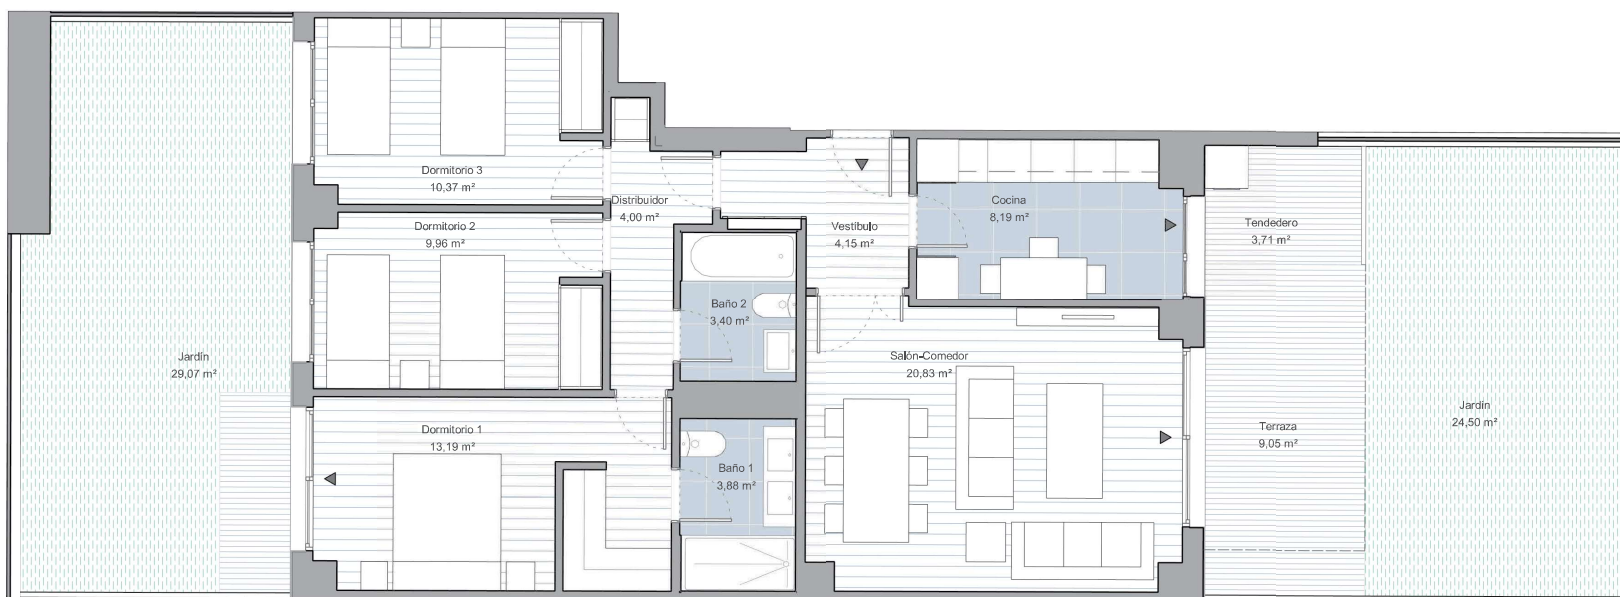 Dormitorio 3
10,37 m²
Distribuidor
4,00 m²
Cocina
8,19 m²
Dormitorio 2
9,96 m²
Vestíbulo
4,15 m²
Tendedero
3,71 m²
Baño 2
3,40 m²
Jardín
29,07 m²
Salón-Comedor
20,83 m²
Jardín
24,50 m²
Dormitorio 1
13,19 m²
Terraza
9,05 m²
Baño 1
3,88 m²